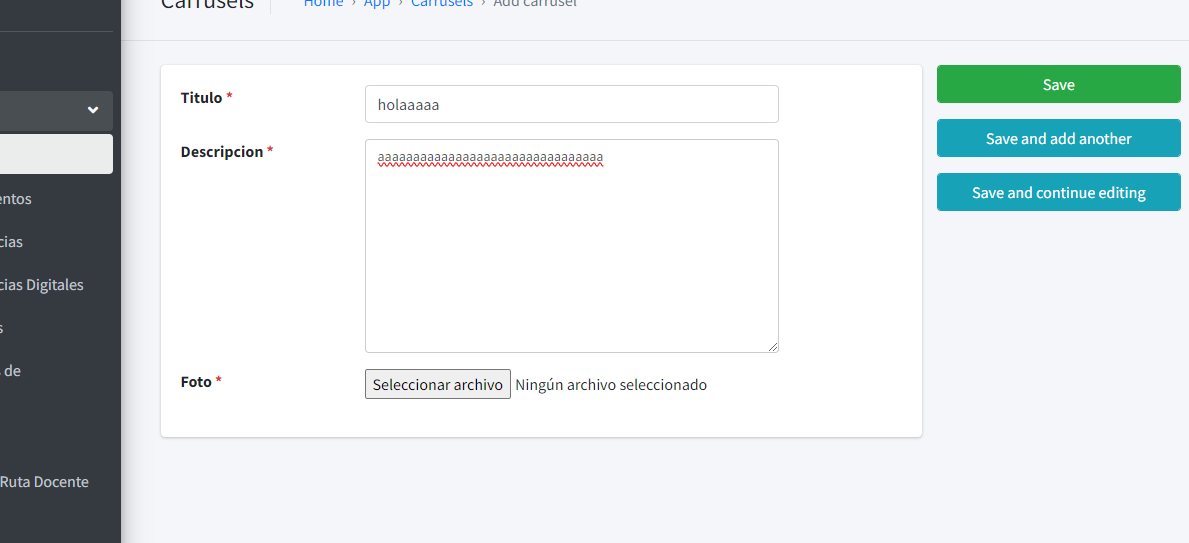 Carrusels
Home › App › Carrusels › Add carrusel
Titulo *
holaaaaa
Save
Descripcion *
aaaaaaaaaaaaaaaaaaaaaaaaaaaaaaaa
Save and add another
Save and continue editing
entos
cias
cias Digitales
s
de
Foto *
Seleccionar archivo Ningún archivo seleccionado
Ruta Docente